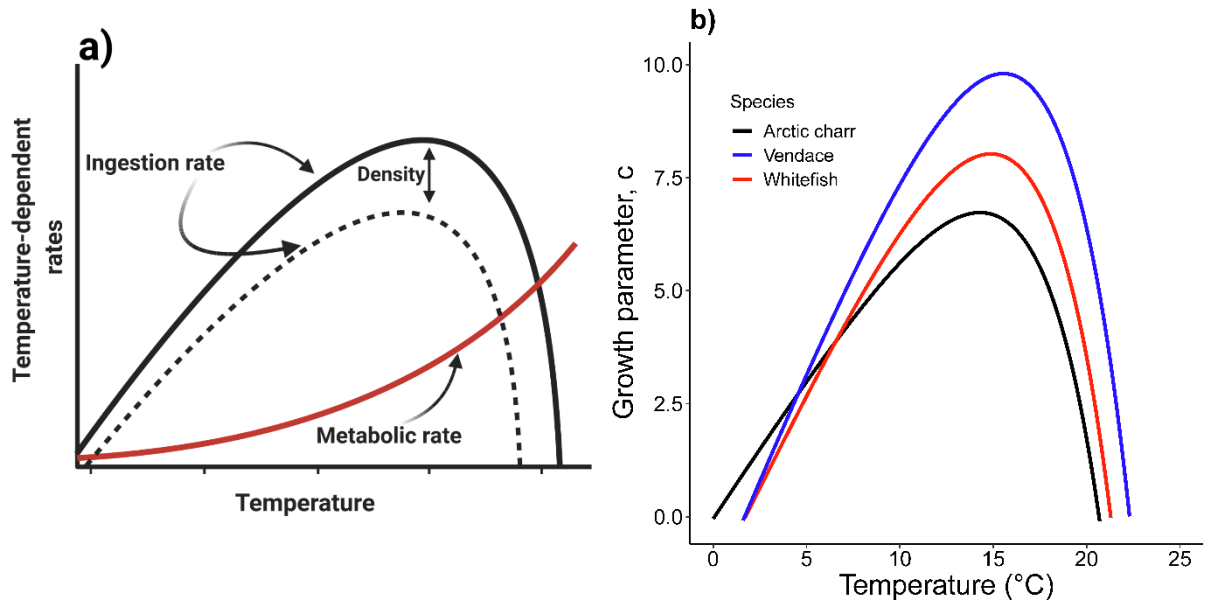 a)
Temperature-dependent
rates
Ingestion rate
Density
Metabolic rate
Temperature
b)
Growth parameter, c
10.0
7.5
5.0
2.5
0.0
Species
Arctic charr
Vendace
Whitefish
0 5 10 15 20 25
Temperature (°C)